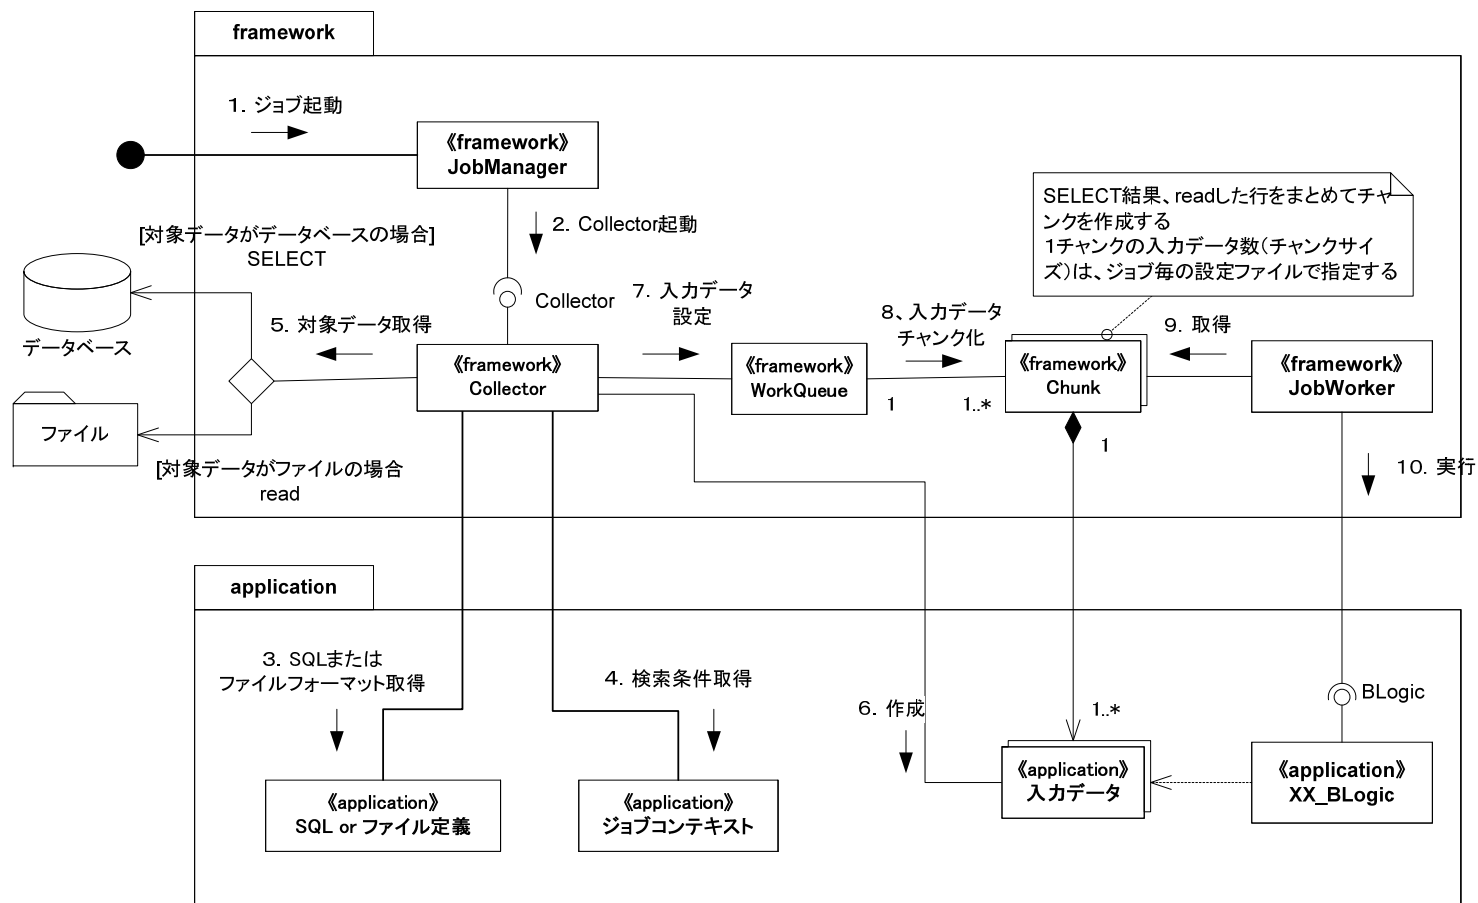 framework
1. ジョブ起動
《framework》
JobManager
SELECT結果、readした行をまとめてチャ
ンクを作成する
1チャンクの入力データ数(チャンクサイ
ズ)は、ジョブ毎の設定ファイルで指定する
2. Collector起動
[対象データがデータベースの場合]
SELECT
Collector
7. 入力データ
設定
8、入力データ
チャンク化
9. 取得
5. 対象データ取得
データベース
《framework》
Collector
《framework》
WorkQueue
《framework》
Chunk
《framework》
JobWorker
1
1..*
ファイル
1
[対象データがファイルの場合
read
10. 実行
application
3. SQLまたは
ファイルフォーマット取得
4. 検索条件取得
6. 作成
1..*
BLogic
《application》
SQL or ファイル定義
《application》
ジョブコンテキスト
《application》
入力データ
《application》
XX_BLogic